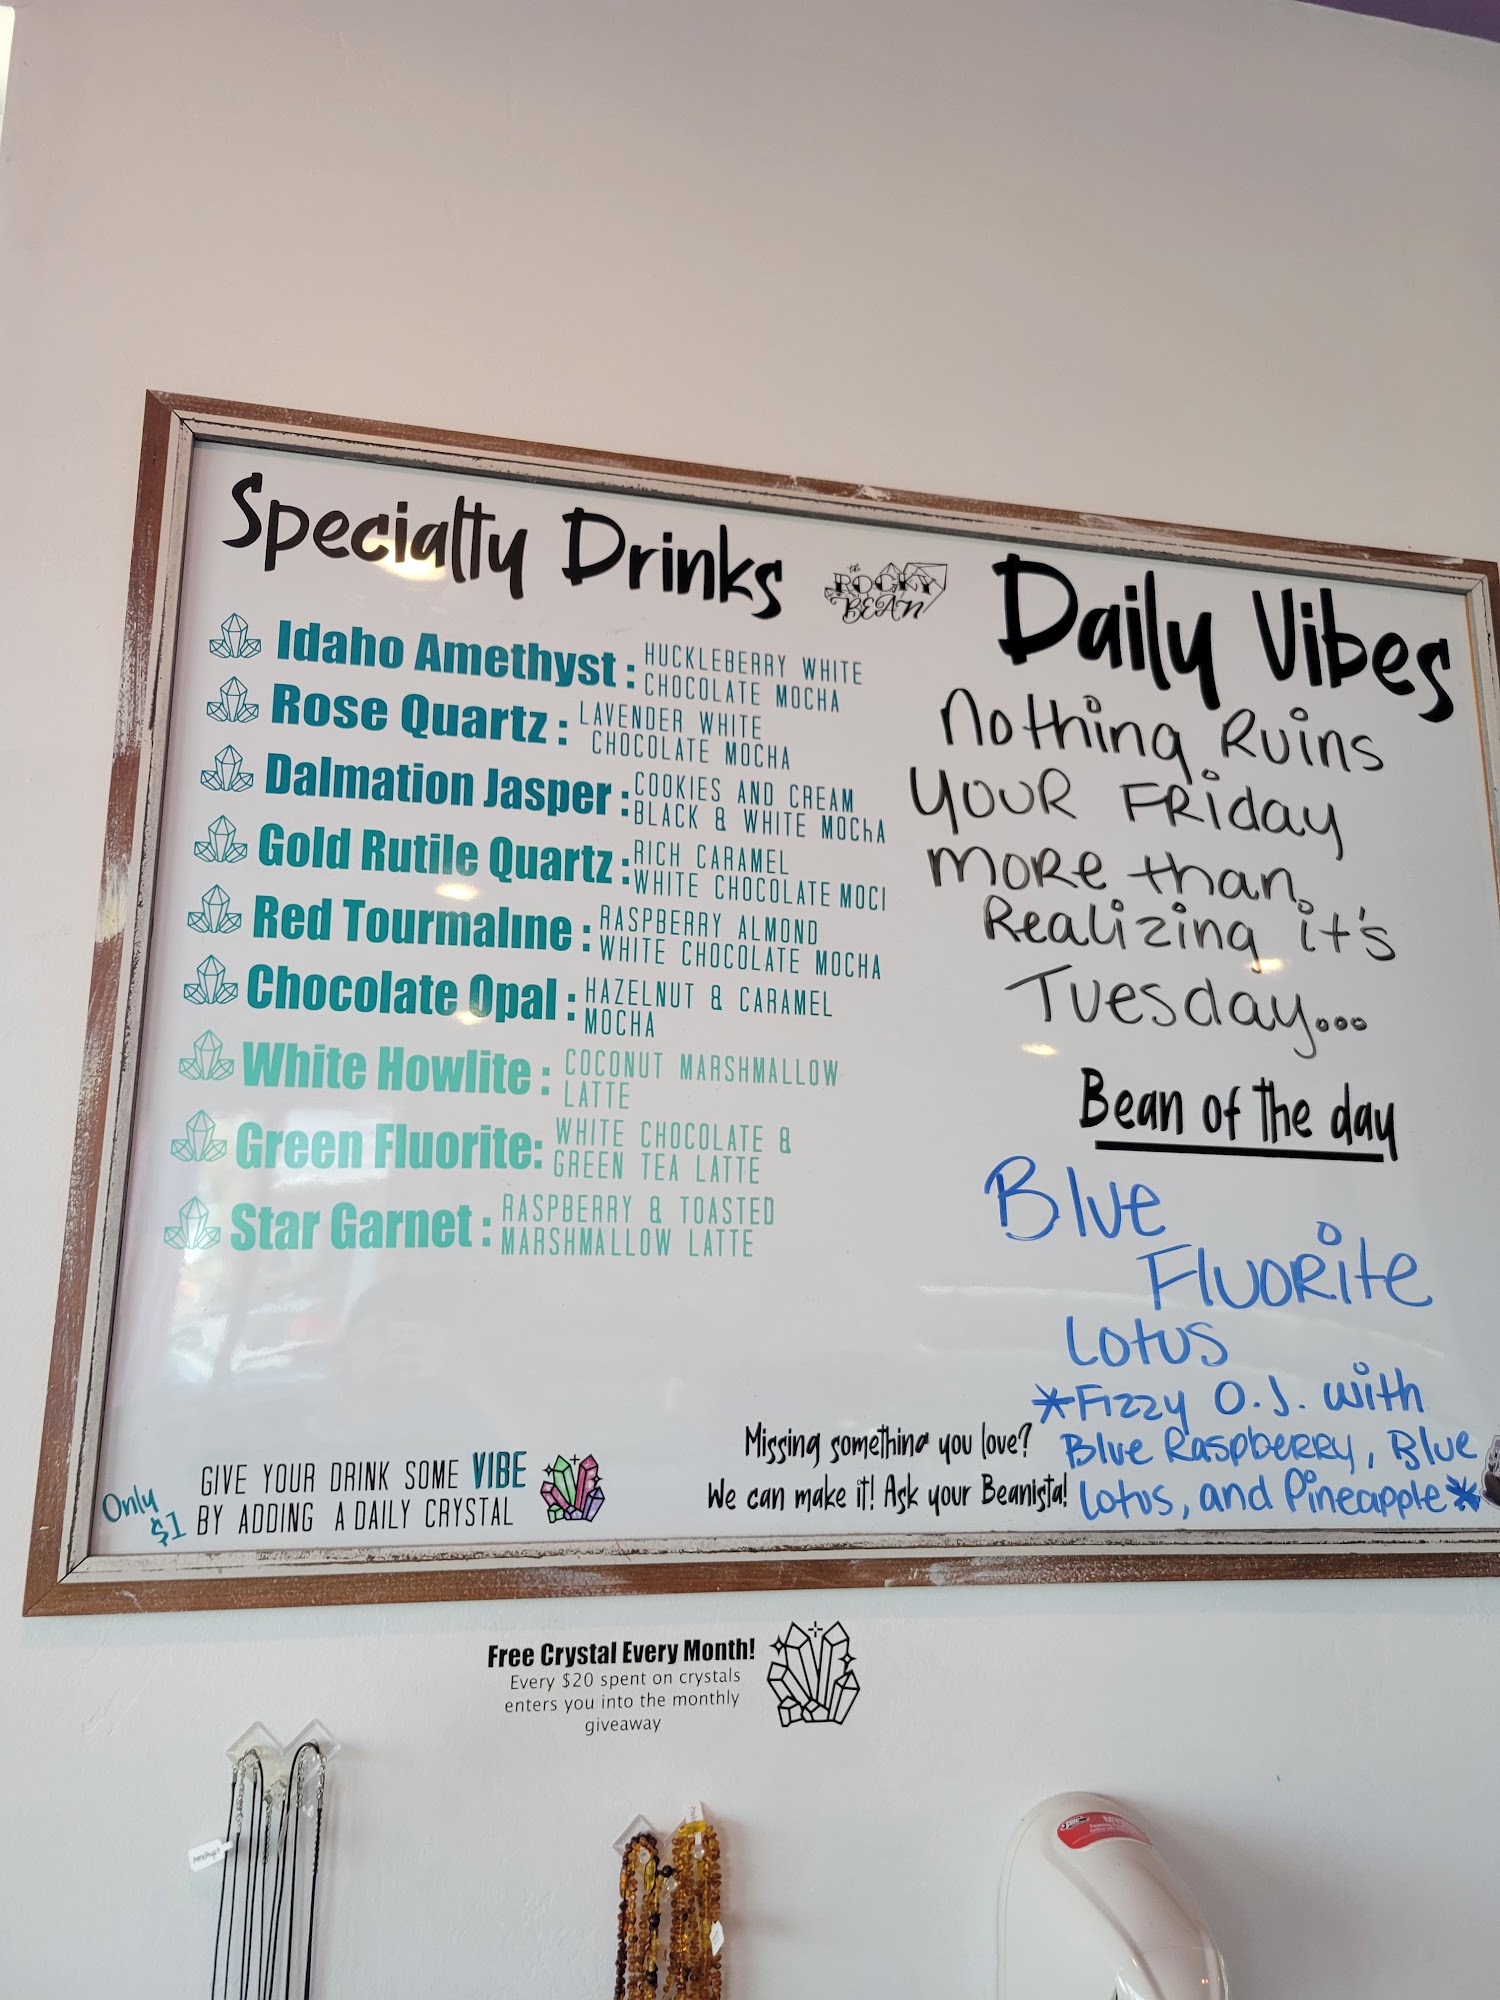 Specialty Drinks
Idaho Amethyst : HUCKLEBERRY WHITE
CHOCOLATE MOCHA
Rose Quartz : LAVENDER WHITE
CHOCOLATE MOCHA
Dalmation Jasper : COOKIES AND CREAM
BLACK & WHITE MOChA
Gold Rutile Quartz : RICH CARAMEL
WHITE CHOCOLATE MOCI
Red Tourmalıne : RASPBERRY ALMOND
WHITE CHOCOLATE MOCHA
Chocolate Opal : HAZELNUT & CARAMEL
MOCHA
White Howlite : COCONUT MARSHMALLOW
LATTE
Green Fluorite: WHITE CHOCOLATE &
GREEN TEA LATTE
Star Garnet : RASPBERRY & TOASTED
MARSHMALLOW LATTE
Only
$1
GIVE YOUR DRINK SOME VIBE
BY ADDING A DAILY CRYSTAL
THE
ROCKY
BEAN
Daily Vibes
Nothing Ruins
YOUR FRiday
MORE than
Realizing it's
Tuesday...
Bean of the day
Blue
FLUORite
Lotus
*Fizzy O.J. with
Blue Raspberry, Blue
Lotus, and Pineapple*
Missing something you love?
We can make it! Ask your Beanista!
Free Crystal Every Month!
Every $20 spent on crystals
enters you into the monthly
giveaway